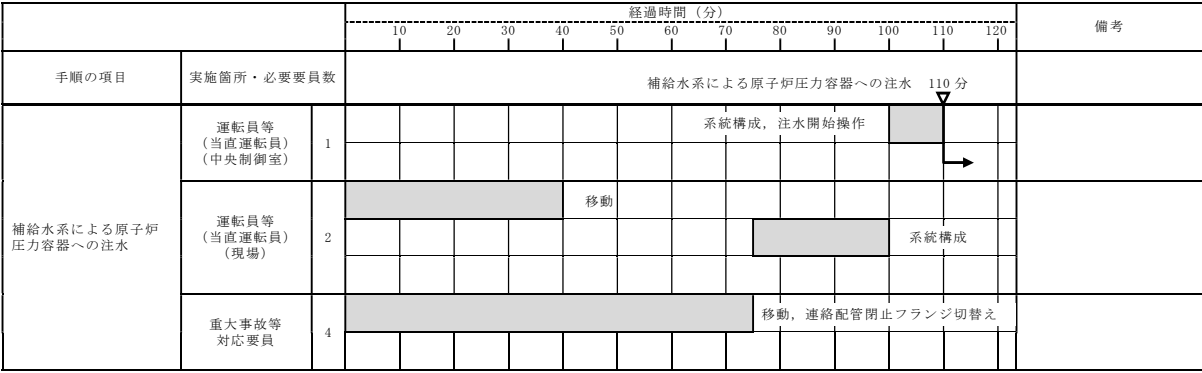 経過時間（分）
備考
10 20 30 40 50 60 70 80 90 100 110 120
手順の項目
実施箇所・必要要員数
補給水系による原子炉圧力容器への注水 110分
補給水系による原子炉圧力容器への注水
運転員等
（当直運転員）
（中央制御室）
1
系統構成，注水開始操作
運転員等
（当直運転員）
（現場）
2
移動
系統構成
重大事故等
対応要員
4
移動，連絡配管閉止フランジ切替え